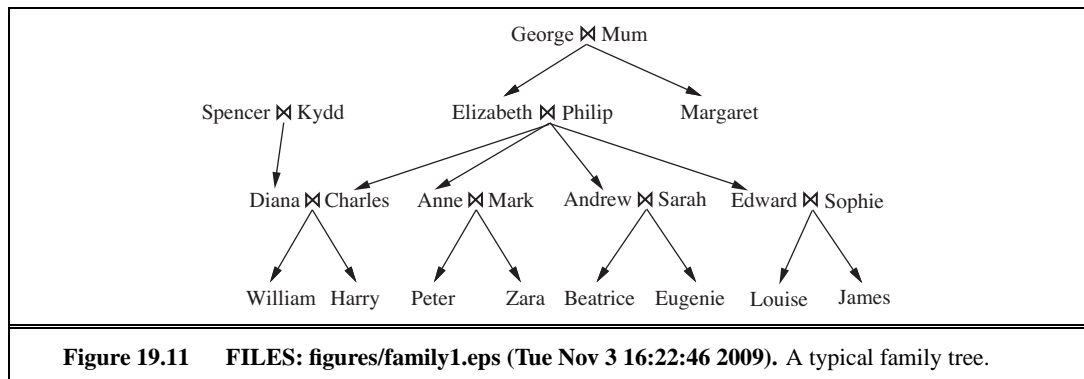 George ⋈ Mum
Spencer ⋈ Kydd Elizabeth ⋈ Philip Margaret
Diana ⋈ Charles Anne ⋈ Mark Andrew ⋈ Sarah Edward ⋈ Sophie
William Harry Peter Zara Beatrice Eugenie Louise James
Figure 19.11 FILES: figures/family1.eps (Tue Nov 3 16:22:46 2009). A typical family tree.